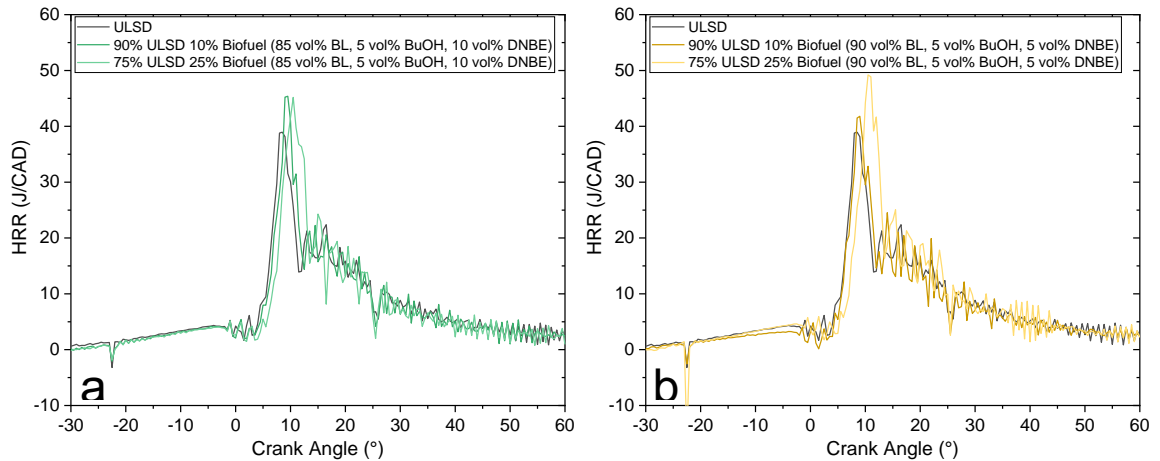 ULSD
90% ULSD 10% Biofuel (85 vol% BL, 5 vol% BuOH, 10 vol% DNBE)
75% ULSD 25% Biofuel (85 vol% BL, 5 vol% BuOH, 10 vol% DNBE)
60
50
40
30
20
10
0
-10
HRR (J/CAD)
a
-30 -20 -10 0 10 20 30 40 50 60
Crank Angle (°)
ULSD
90% ULSD 10% Biofuel (90 vol% BL, 5 vol% BuOH, 5 vol% DNBE)
75% ULSD 25% Biofuel (90 vol% BL, 5 vol% BuOH, 5 vol% DNBE)
60
50
40
30
20
10
0
-10
HRR (J/CAD)
b
-30 -20 -10 0 10 20 30 40 50 60
Crank Angle (°)